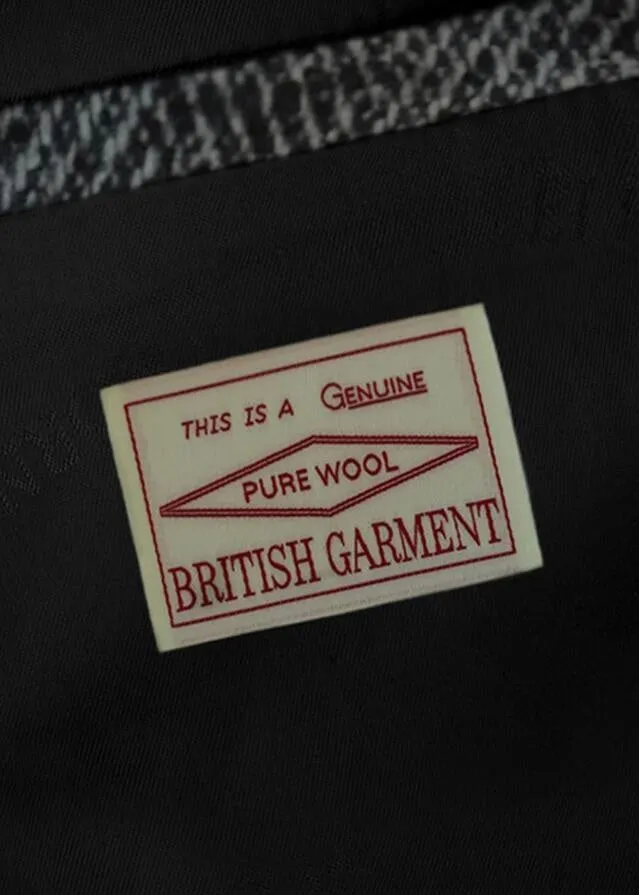 THIS IS A GENUINE
PURE WOOL
BRITISH GARMENT